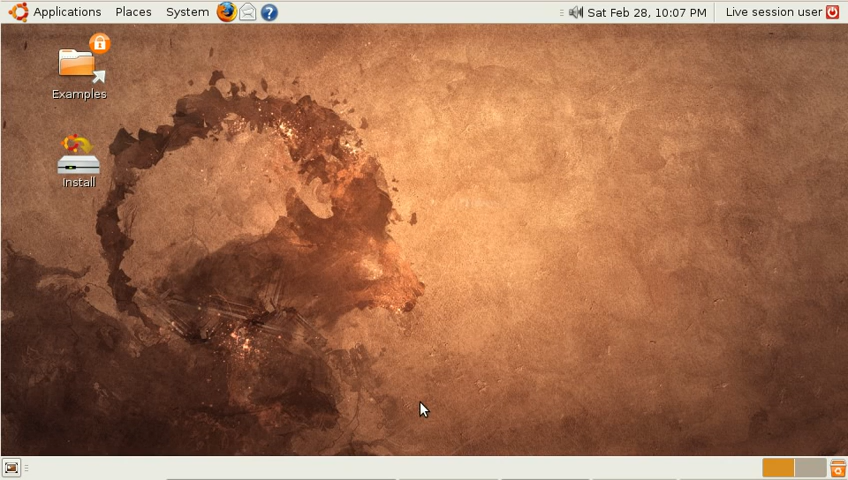 Applications Places System ? Sat Feb 28, 10:07 PM Live session user
Examples
Install